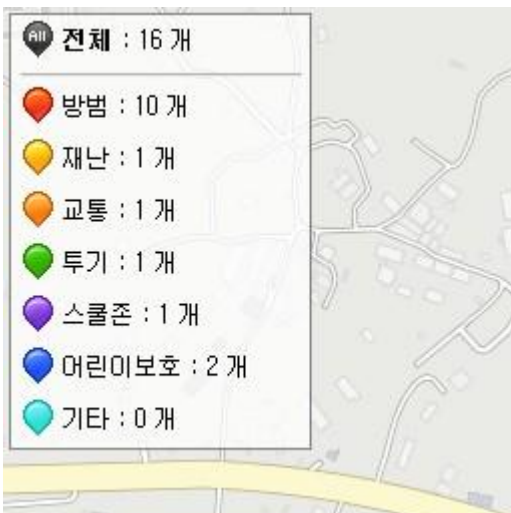 All 전체 : 16 개
방범 : 10 개
재난 : 1 개
교통 : 1 개
투기 : 1 개
스쿨존 : 1 개
어린이보호 : 2 개
기타 : 0 개